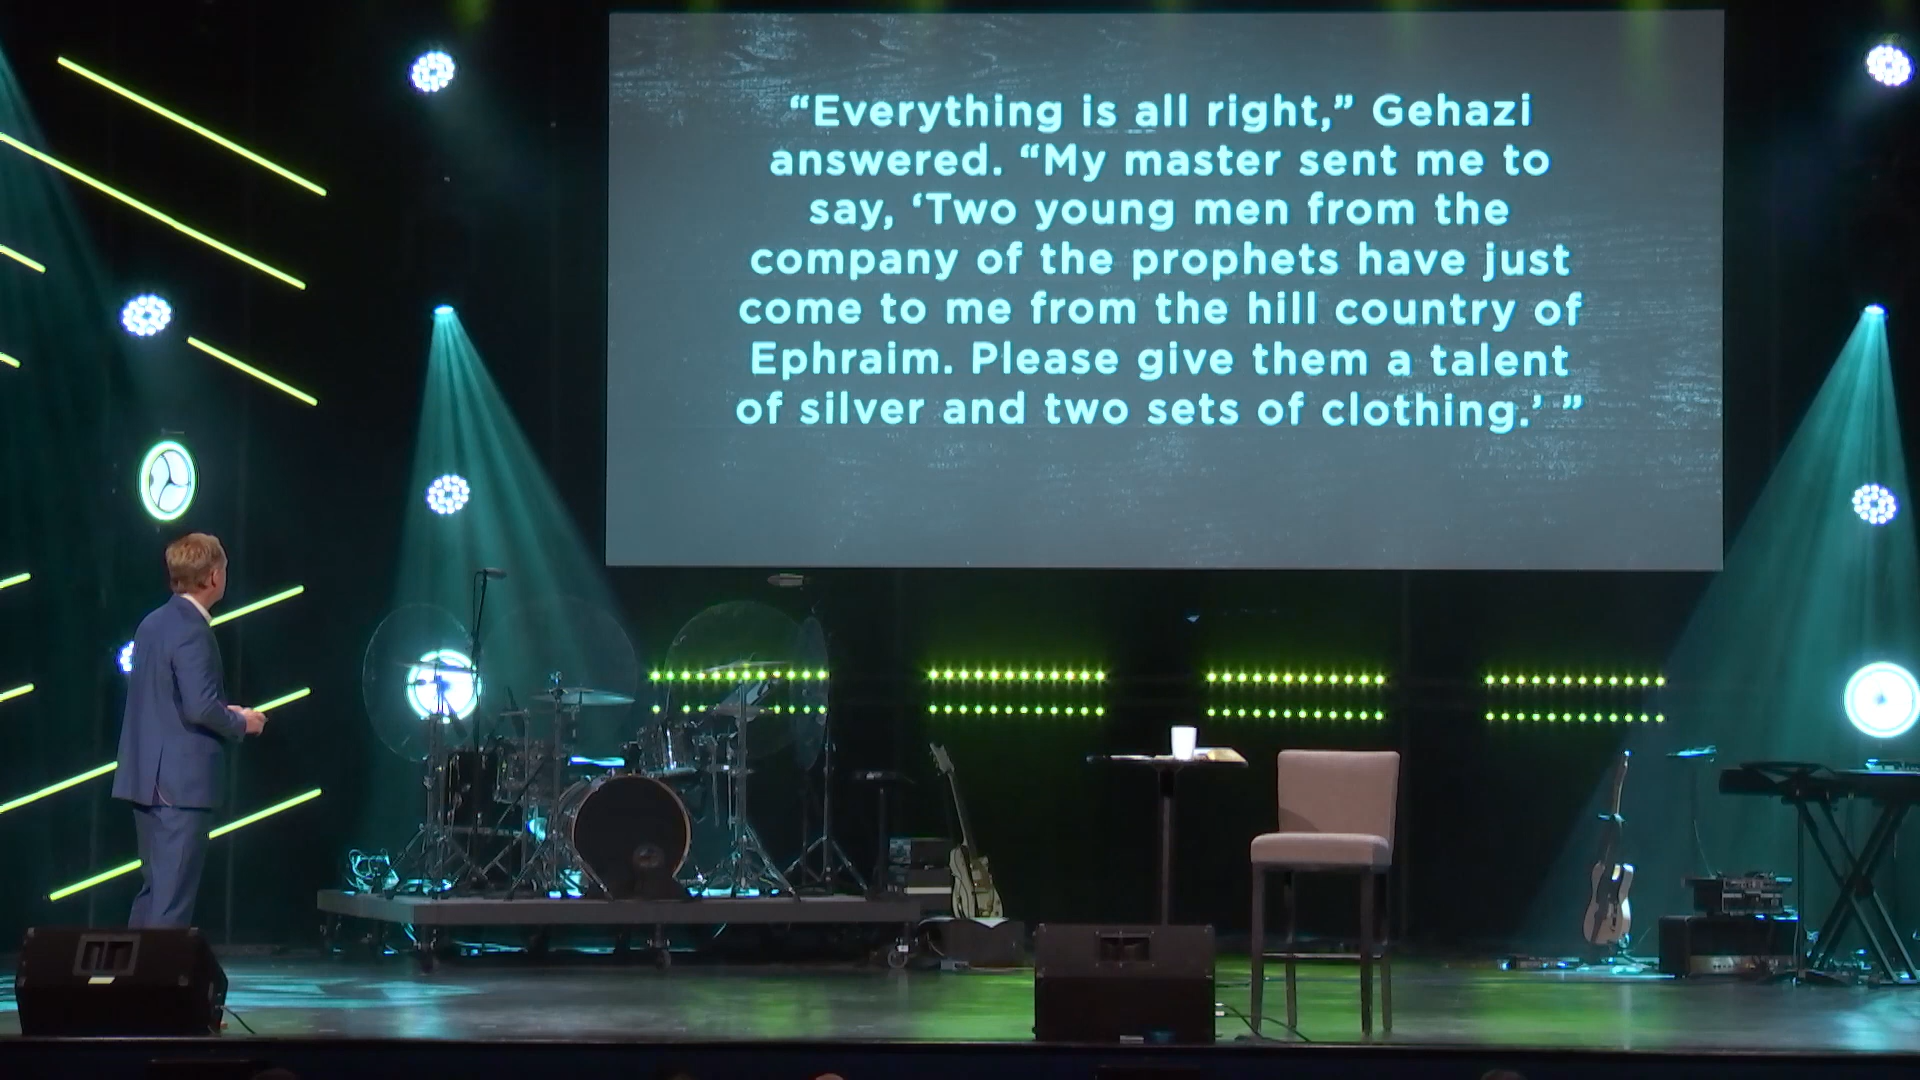 “Everything is all right,” Gehazi
answered. “My master sent me to
say, ‘Two young men from the
company of the prophets have just
come to me from the hill country of
Ephraim. Please give them a talent
of silver and two sets of clothing.’ ”